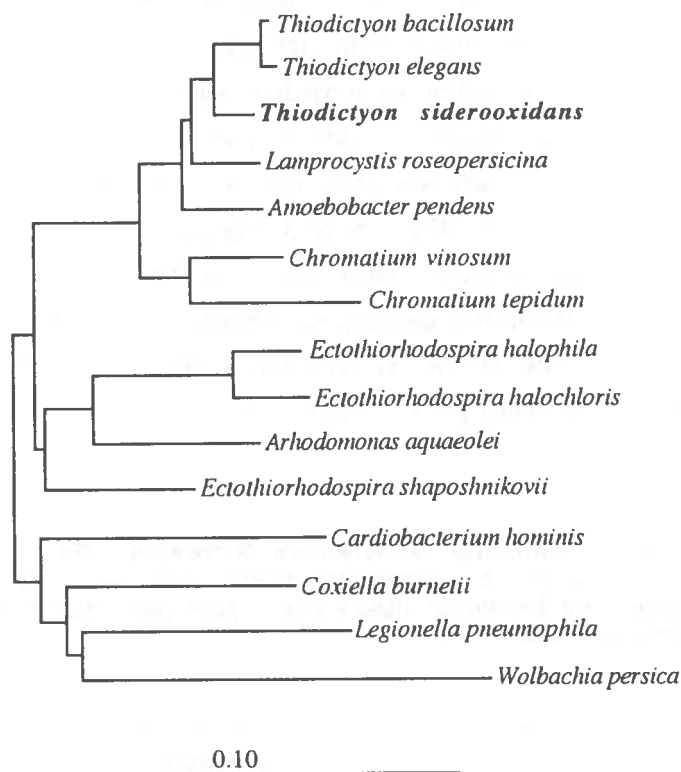 Thiodictyon bacillosum
Thiodictyon elegans
Thiodictyon siderooxidans
Lamprocystis roseopersicina
Amoebobacter pendens
Chromatium vinosum
Chromatium tepidum
Ectothiorhodospira halophila
Ectothiorhodospira halochloris
Arhodomonas aquaeolei
Ectothiorhodospira shaposhnikovii
Cardiobacterium hominis
Coxiella burnetii
Legionella pneumophila
Wolbachia persica
0.10